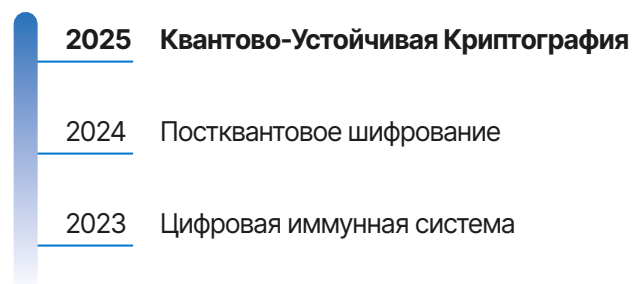 2025 Квантово-Устойчивая Криптография
2024 Постквантовое шифрование
2023 Цифровая иммунная система